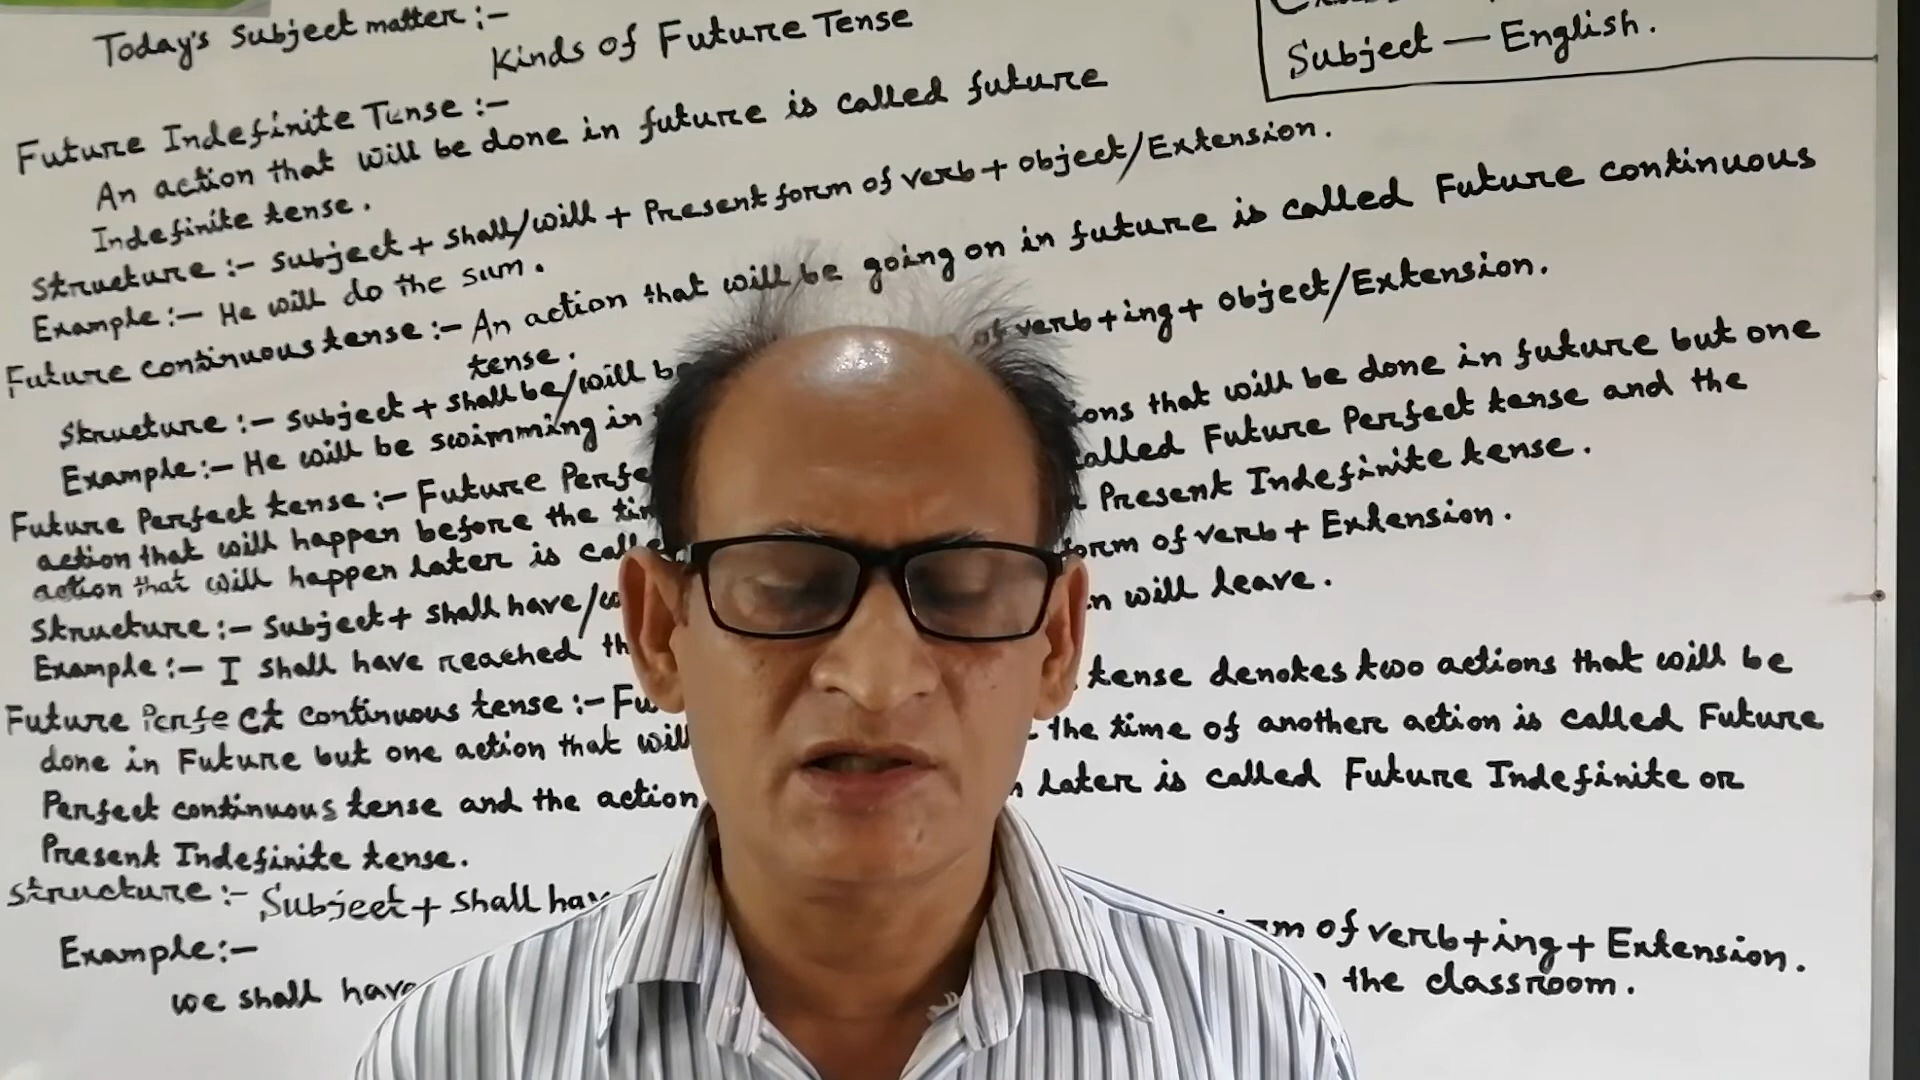 Today's Subject matter :-
Kinds of Future Tense
Subject — English.
Future Indefinite Tense :-
An action that will be done in future is called future
Indefinite tense.
Structure :- Subject + Shall/will + Present form of verb + object/Extension.
Example :- He will do the sum.
Future continuous tense :- An action that will be going on in future is called Future continuous
tense.
Structure :- Subject + Shall be/will be of verb + ing + object/Extension.
Example :- He will be swimming in
Future Perfect tense :- Future that will be done in future but one
action that will happen before the called Future Perfect tense and the
action that will happen later is Present Indefinite tense.
Structure :- Subject + Shall have/ form of verb + Extension.
Example :- I shall have reached will leave.
Future Perfect continuous tense :- tense denotes two actions that will be
done in Future but one action that will the time of another action is called Future
Perfect continuous tense and the action later is called Future Indefinite or
Present Indefinite tense.
Structure :- Subject + Shall of verb + ing + Extension.
Example :-
we shall have the classroom.